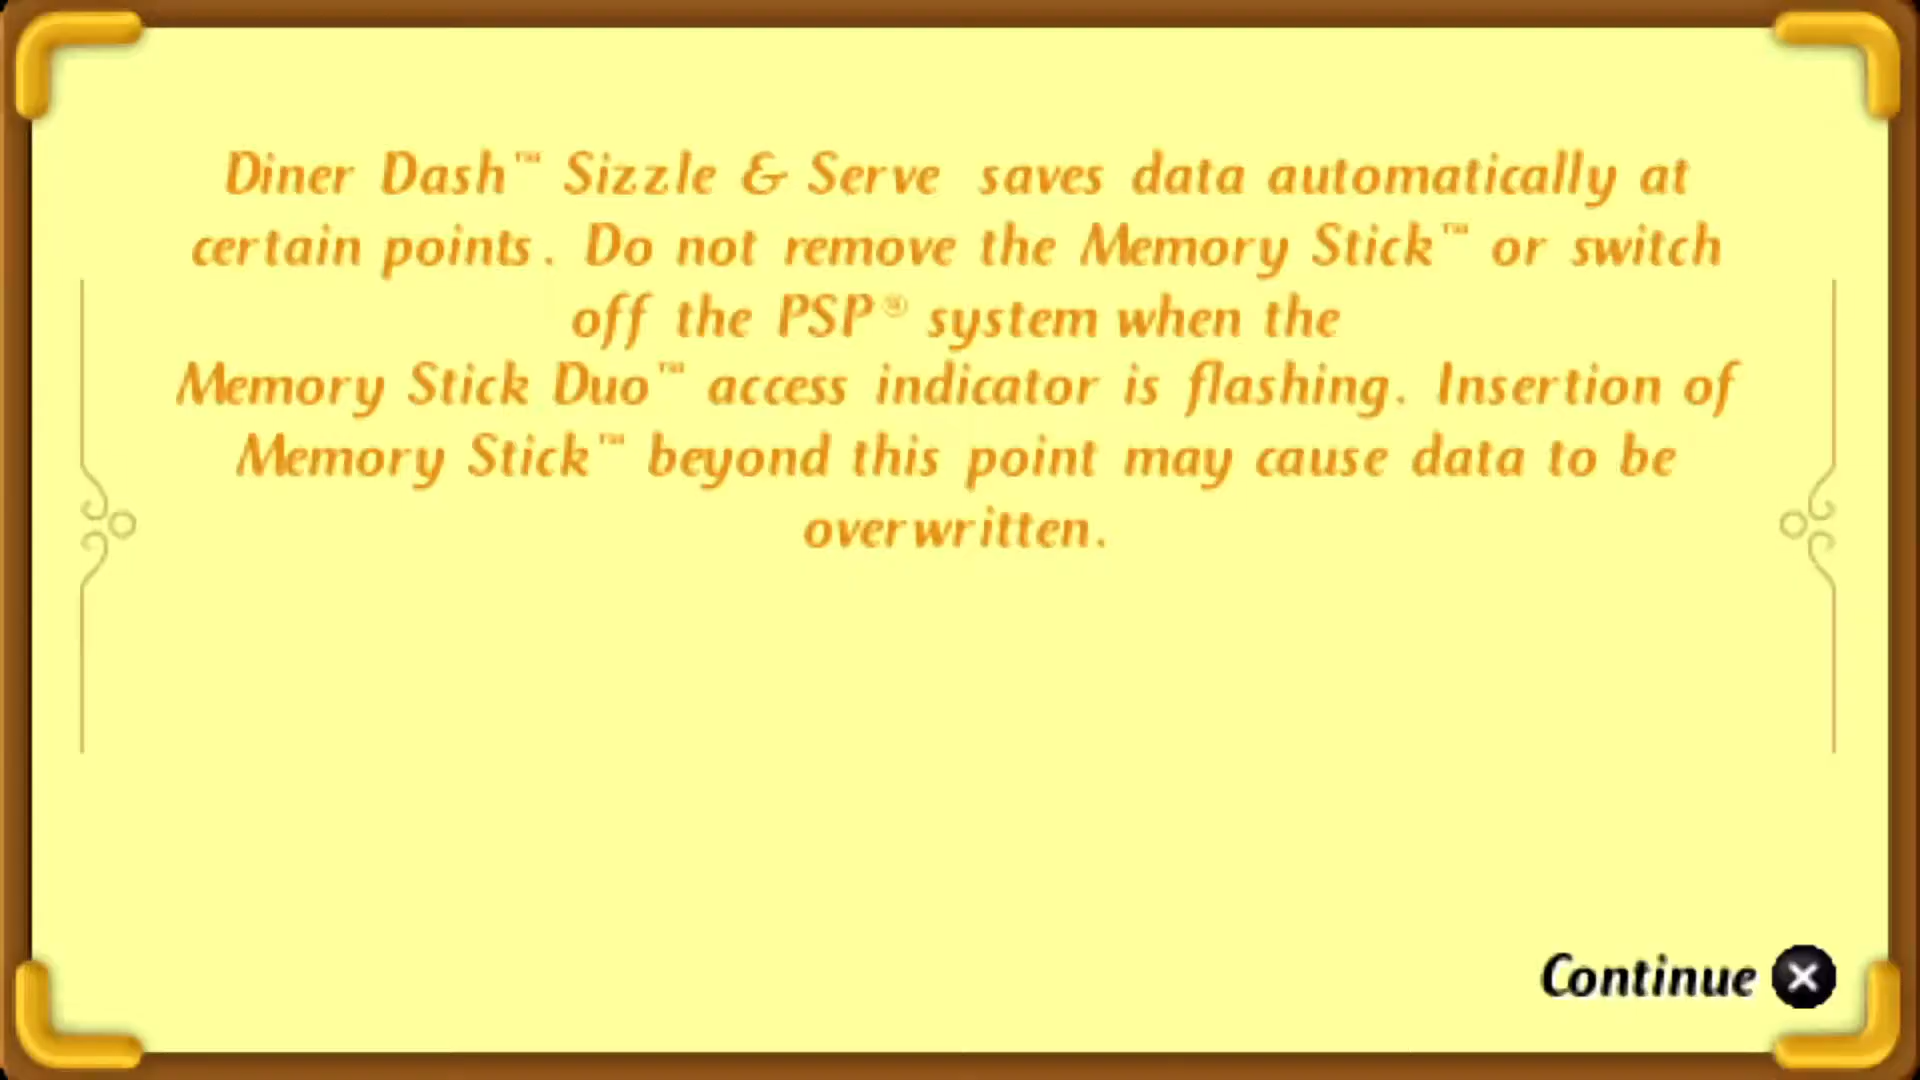 Diner Dash™ Sizzle & Serve saves data automatically at
certain points. Do not remove the Memory Stick™ or switch
off the PSP® system when the
Memory Stick Duo™ access indicator is flashing. Insertion of
Memory Stick™ beyond this point may cause data to be
overwritten.
Continue